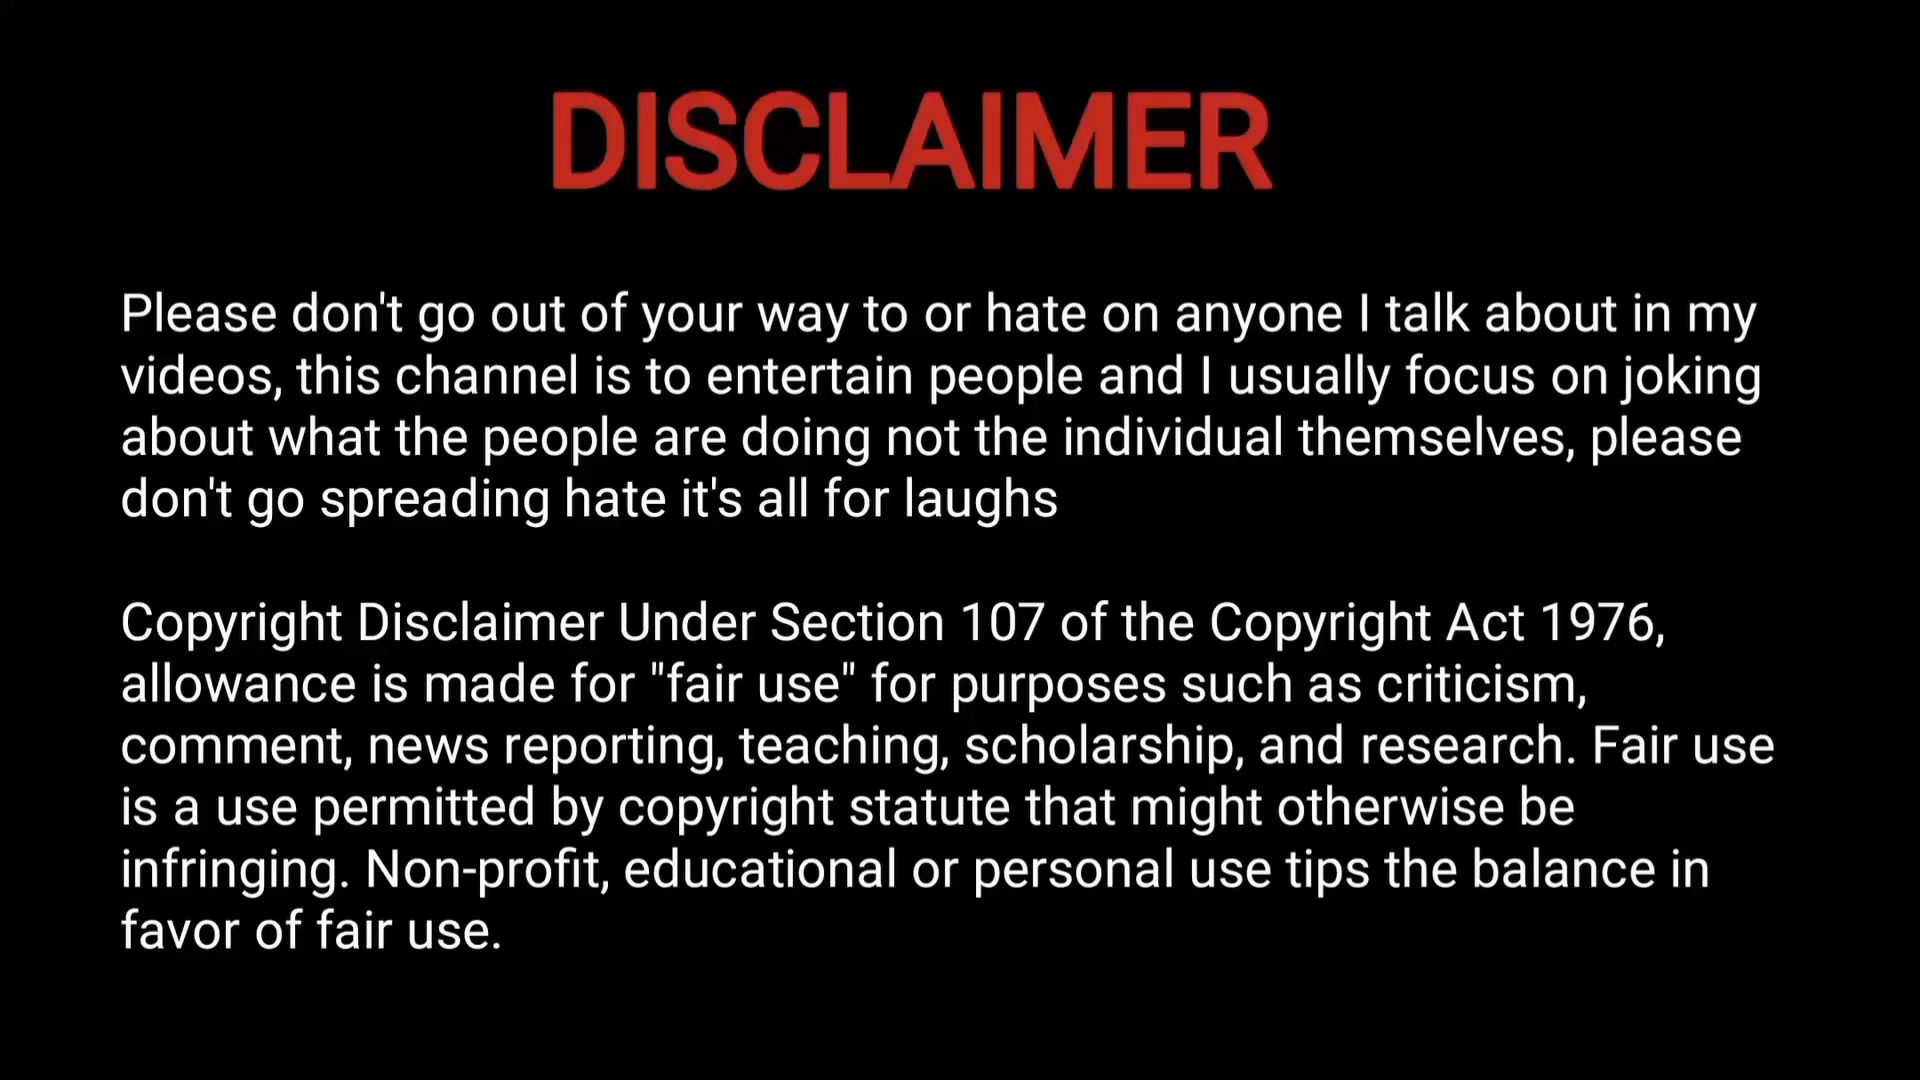 DISCLAIMER
Please don't go out of your way to or hate on anyone I talk about in my
videos, this channel is to entertain people and I usually focus on joking
about what the people are doing not the individual themselves, please
don't go spreading hate it's all for laughs
Copyright Disclaimer Under Section 107 of the Copyright Act 1976,
allowance is made for "fair use" for purposes such as criticism,
comment, news reporting, teaching, scholarship, and research. Fair use
is a use permitted by copyright statute that might otherwise be
infringing. Non-profit, educational or personal use tips the balance in
favor of fair use.